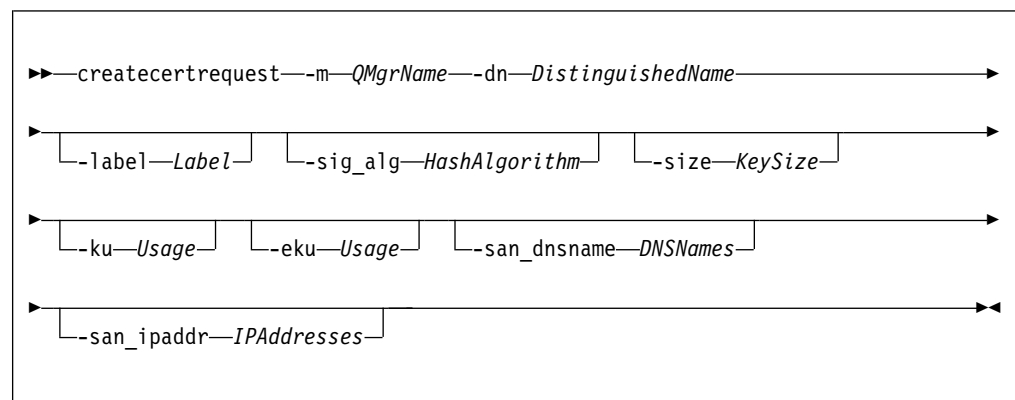 createcertrequest -m QMgrName -dn DistinguishedName
-label Label -sig_alg HashAlgorithm -size KeySize
-ku Usage -eku Usage -san_dnsname DNSNames
-san_ipaddr IPAddresses